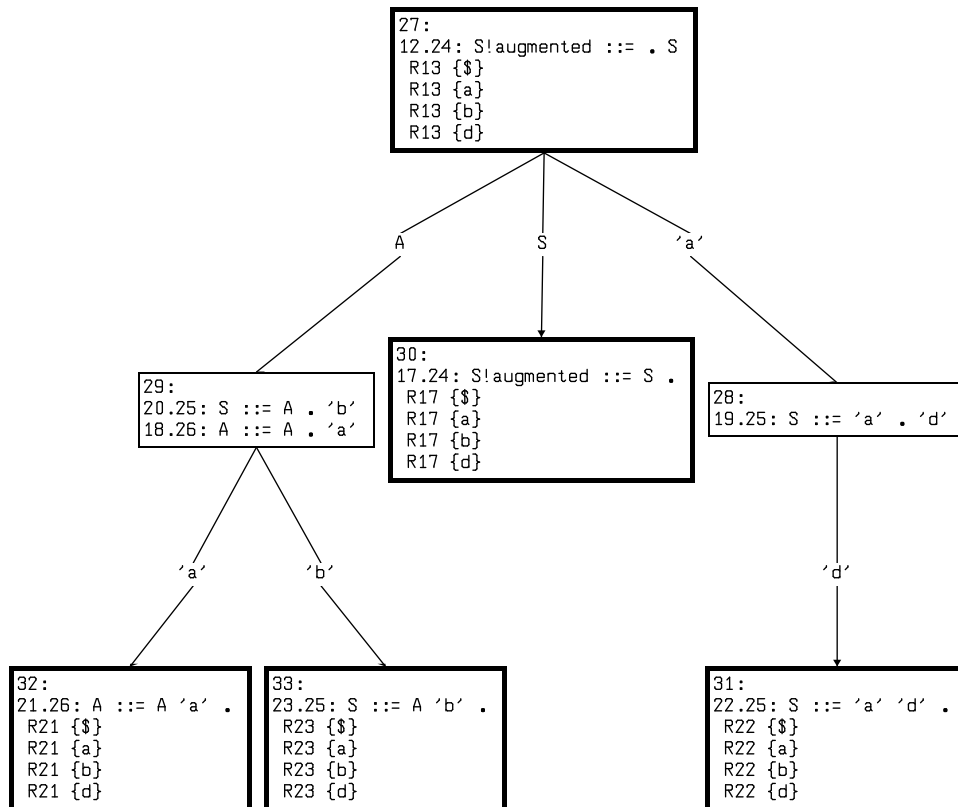 27:
12.24: S!augmented ::= . S
R13 {$}
R13 {a}
R13 {b}
R13 {d}
A
S
'a'
30:
17.24: S!augmented ::= S .
R17 {$}
R17 {a}
R17 {b}
R17 {d}
29:
20.25: S ::= A . 'b'
18.26: A ::= A . 'a'
28:
19.25: S ::= 'a' . 'd'
'a'
'b'
'd'
32:
21.26: A ::= A 'a' .
R21 {$}
R21 {a}
R21 {b}
R21 {d}
33:
23.25: S ::= A 'b' .
R23 {$}
R23 {a}
R23 {b}
R23 {d}
31:
22.25: S ::= 'a' 'd' .
R22 {$}
R22 {a}
R22 {b}
R22 {d}